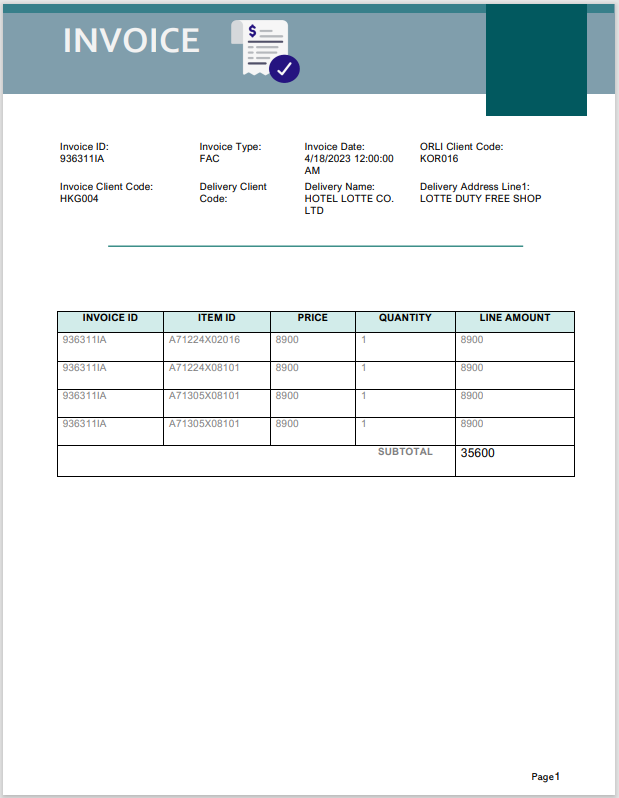 INVOICE
$
Invoice ID: Invoice Type: Invoice Date: ORLI Client Code:
936311IA FAC 4/18/2023 12:00:00 KOR016
AM
Invoice Client Code: Delivery Client Delivery Name: Delivery Address Line1:
HKG004 Code: HOTEL LOTTE CO. LOTTE DUTY FREE SHOP
LTD
INVOICE ID ITEM ID PRICE QUANTITY LINE AMOUNT
936311IA A71224X02016 8900 1 8900
936311IA A71224X08101 8900 1 8900
936311IA A71305X08101 8900 1 8900
936311IA A71305X08101 8900 1 8900
SUBTOTAL 35600
Page1